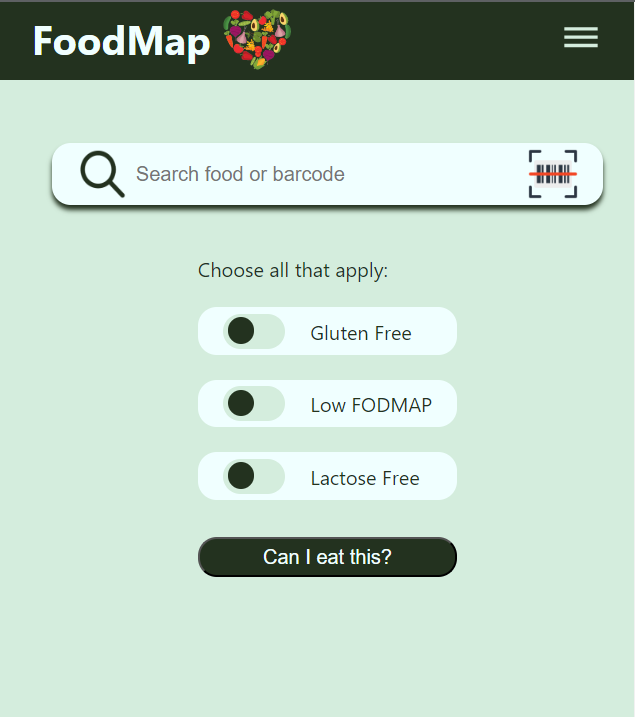 FoodMap
Search food or barcode
Choose all that apply:
Gluten Free
Low FODMAP
Lactose Free
Can I eat this?